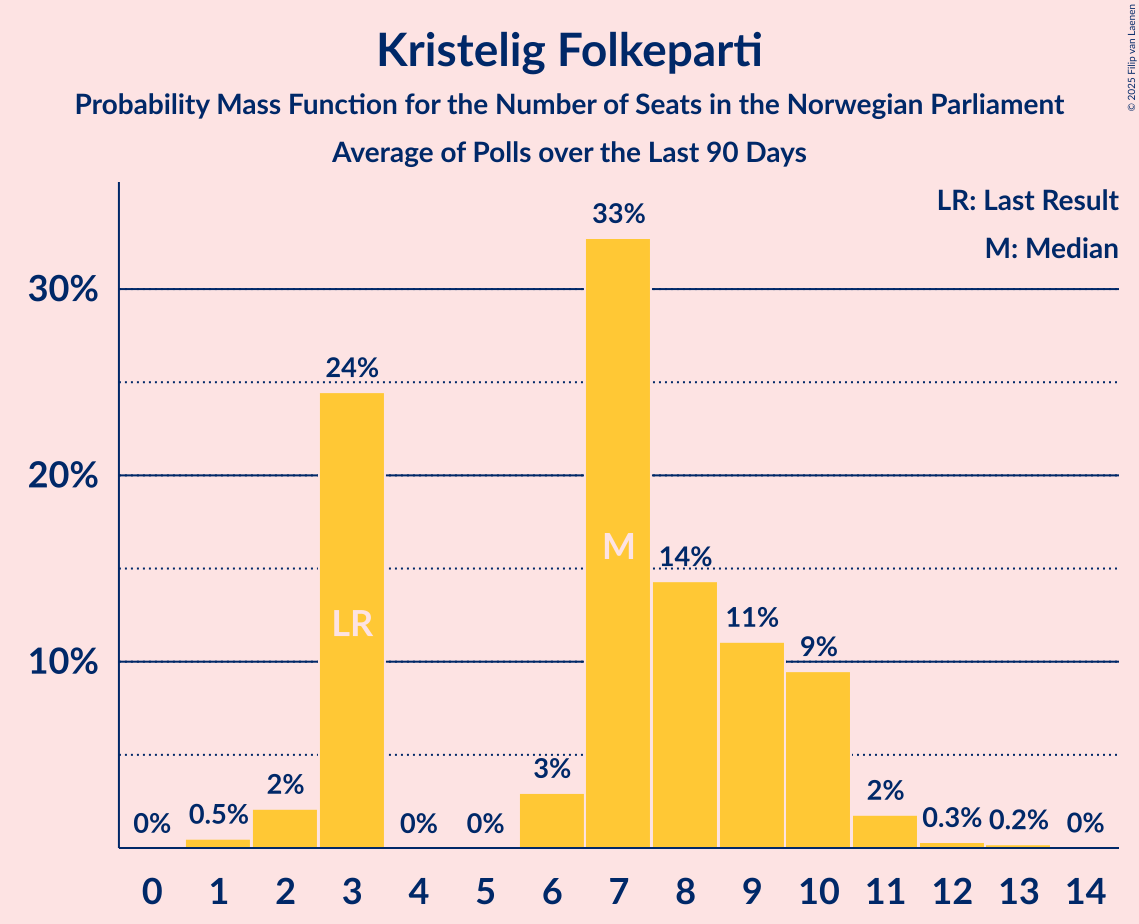 Kristelig Folkeparti
Probability Mass Function for the Number of Seats in the Norwegian Parliament
Average of Polls over the Last 90 Days
© 2025 Filip van Laenen
LR: Last Result
M: Median
33%
30%
24%
20%
M
14%
LR
11%
10%
9%
3%
2%
2%
0% 0.5% 0% 0% 0.3% 0.2% 0%
0 1 2 3 4 5 6 7 8 9 10 11 12 13 14